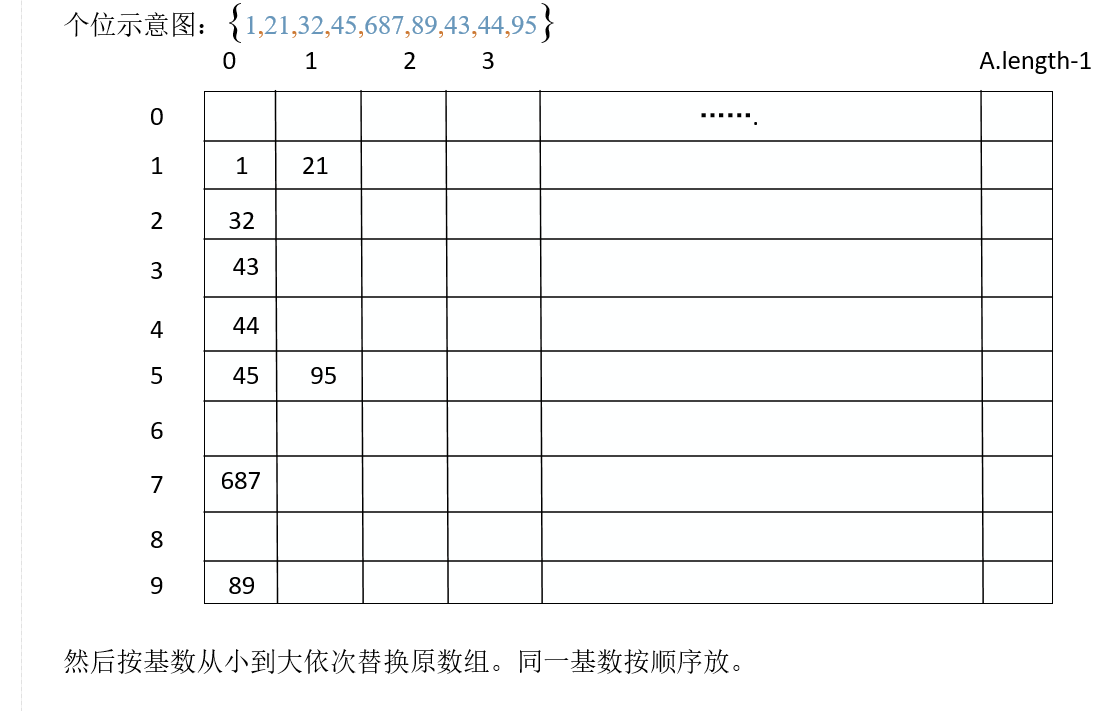 个位示意图：{1,21,32,45,687,89,43,44,95}
0 1 2 3 A.length-1
0 …….
1 1 21
2 32
3 43
4 44
5 45 95
6
7 687
8
9 89
然后按基数从小到大依次替换原数组。同一基数按顺序放。